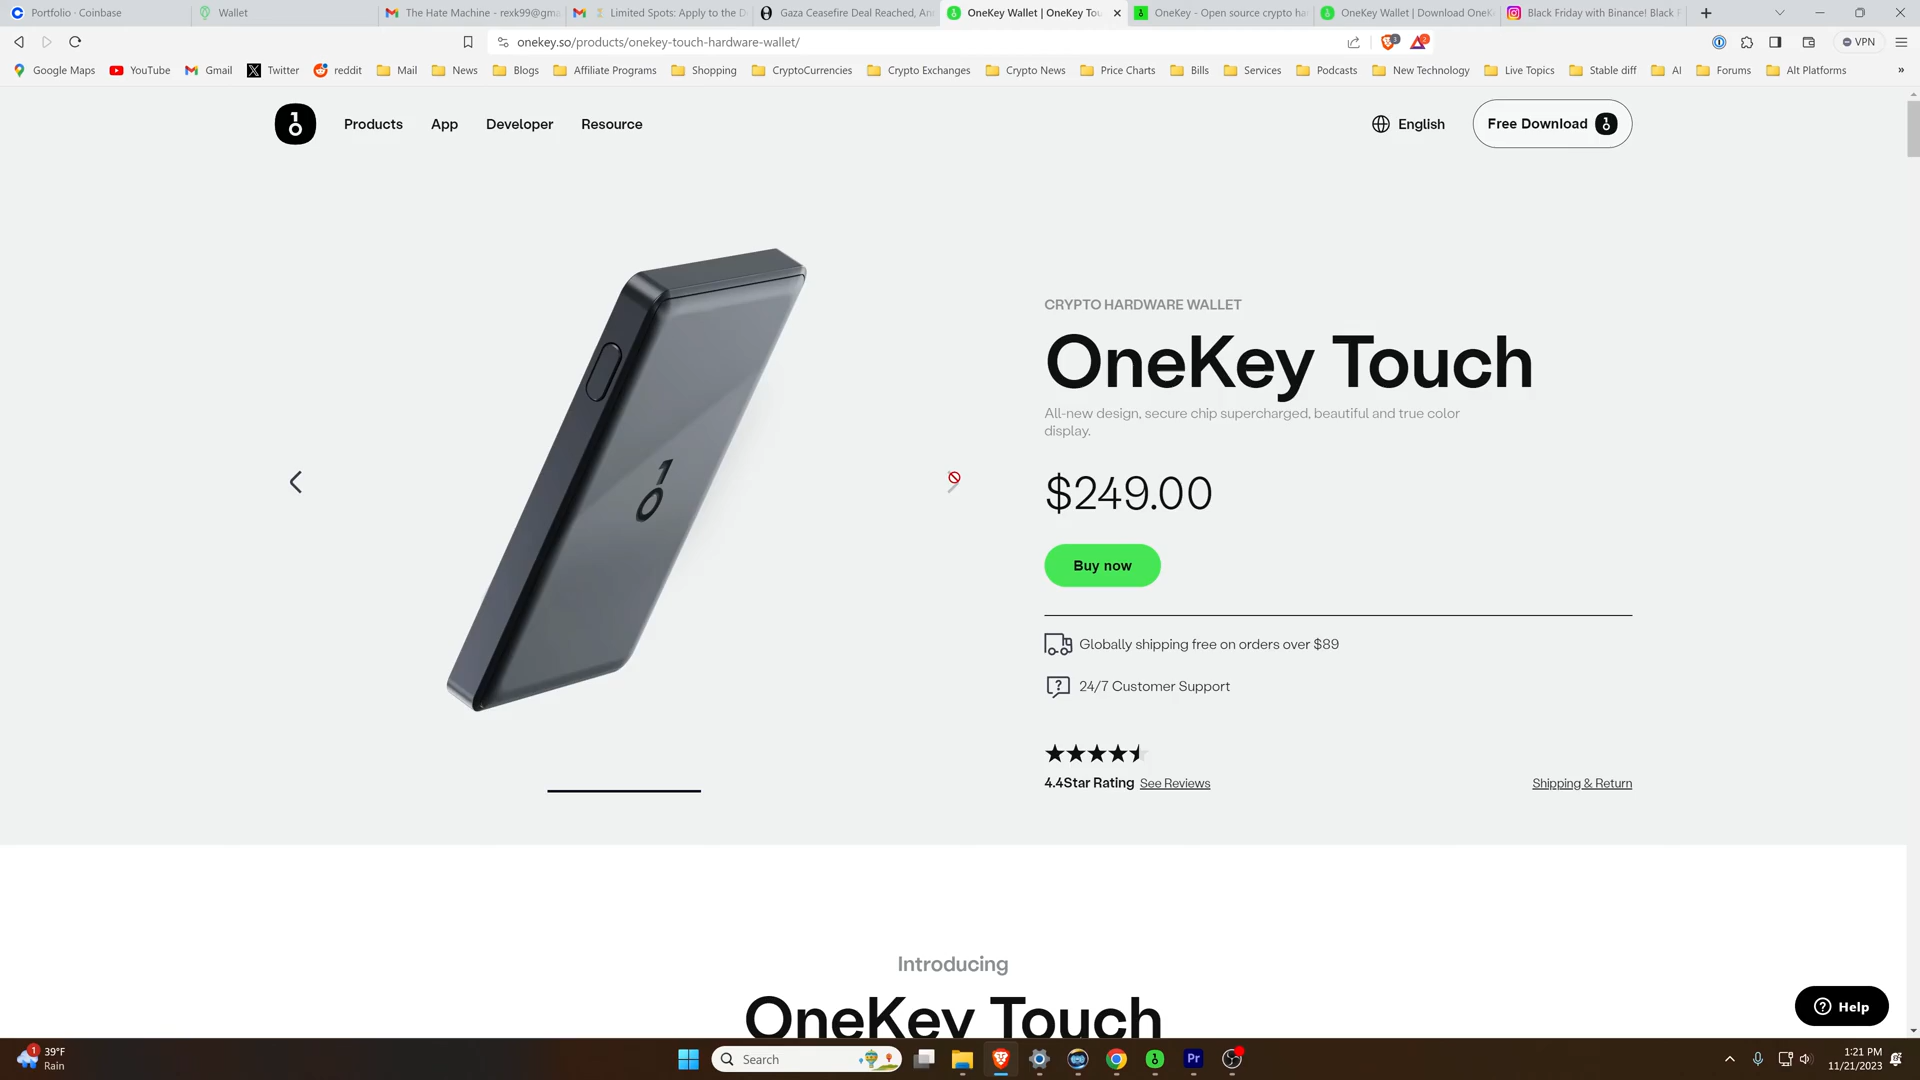 Portfolio · Coinbase
Wallet
The Hate Machine - rexk99@gma
Limited Spots: Apply to the D
Gaza Ceasefire Deal Reached, An
OneKey Wallet | OneKey Tou
OneKey - Open source crypto ha
OneKey Wallet | Download OneK
Black Friday with Binance! Black F
onekey.so/products/onekey-touch-hardware-wallet/
3
2
VPN
Google Maps
YouTube
Gmail
Twitter
reddit
Mail
News
Blogs
Affiliate Programs
Shopping
CryptoCurrencies
Crypto Exchanges
Crypto News
Price Charts
Bills
Services
Podcasts
New Technology
Live Topics
Stable diff
AI
Forums
Alt Platforms
»
Products
App
Developer
Resource
English
Free Download
CRYPTO HARDWARE WALLET
OneKey Touch
All-new design, secure chip supercharged, beautiful and true color
display.
$249.00
Buy now
Globally shipping free on orders over $89
24/7 Customer Support
4.4Star Rating See Reviews
Shipping & Return
Introducing
OneKey Touch
Help
1
39°F
Rain
Search
Pr
1:21 PM
11/21/2023